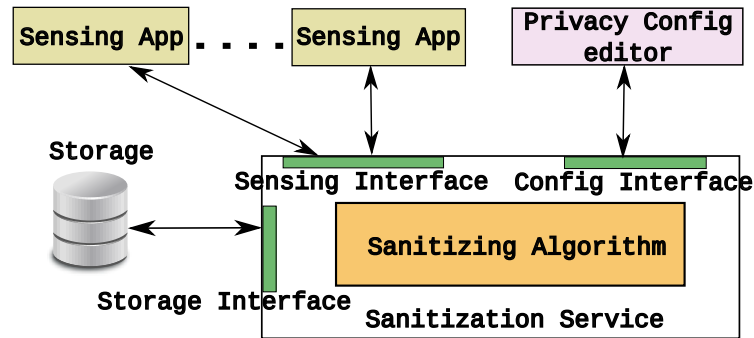 Sensing App
Sensing App
Privacy Config
editor
Storage
Sensing Interface
Config Interface
Sanitizing Algorithm
Storage Interface
Sanitization Service